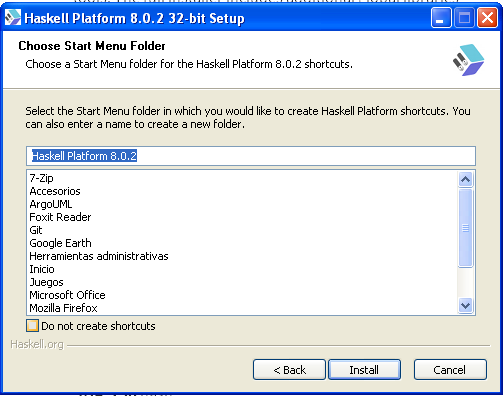 Haskell Platform 8.0.2 32-bit Setup
Choose Start Menu Folder
Choose a Start Menu folder for the Haskell Platform 8.0.2 shortcuts.
Select the Start Menu folder in which you would like to create Haskell Platform shortcuts. You
can also enter a name to create a new folder.
Haskell Platform 8.0.2
7-Zip
Accesorios
ArgoUML
Foxit Reader
Git
Google Earth
Herramientas administrativas
Inicio
Juegos
Microsoft Office
Mozilla Firefox
Do not create shortcuts
Haskell.org
< Back
Install
Cancel